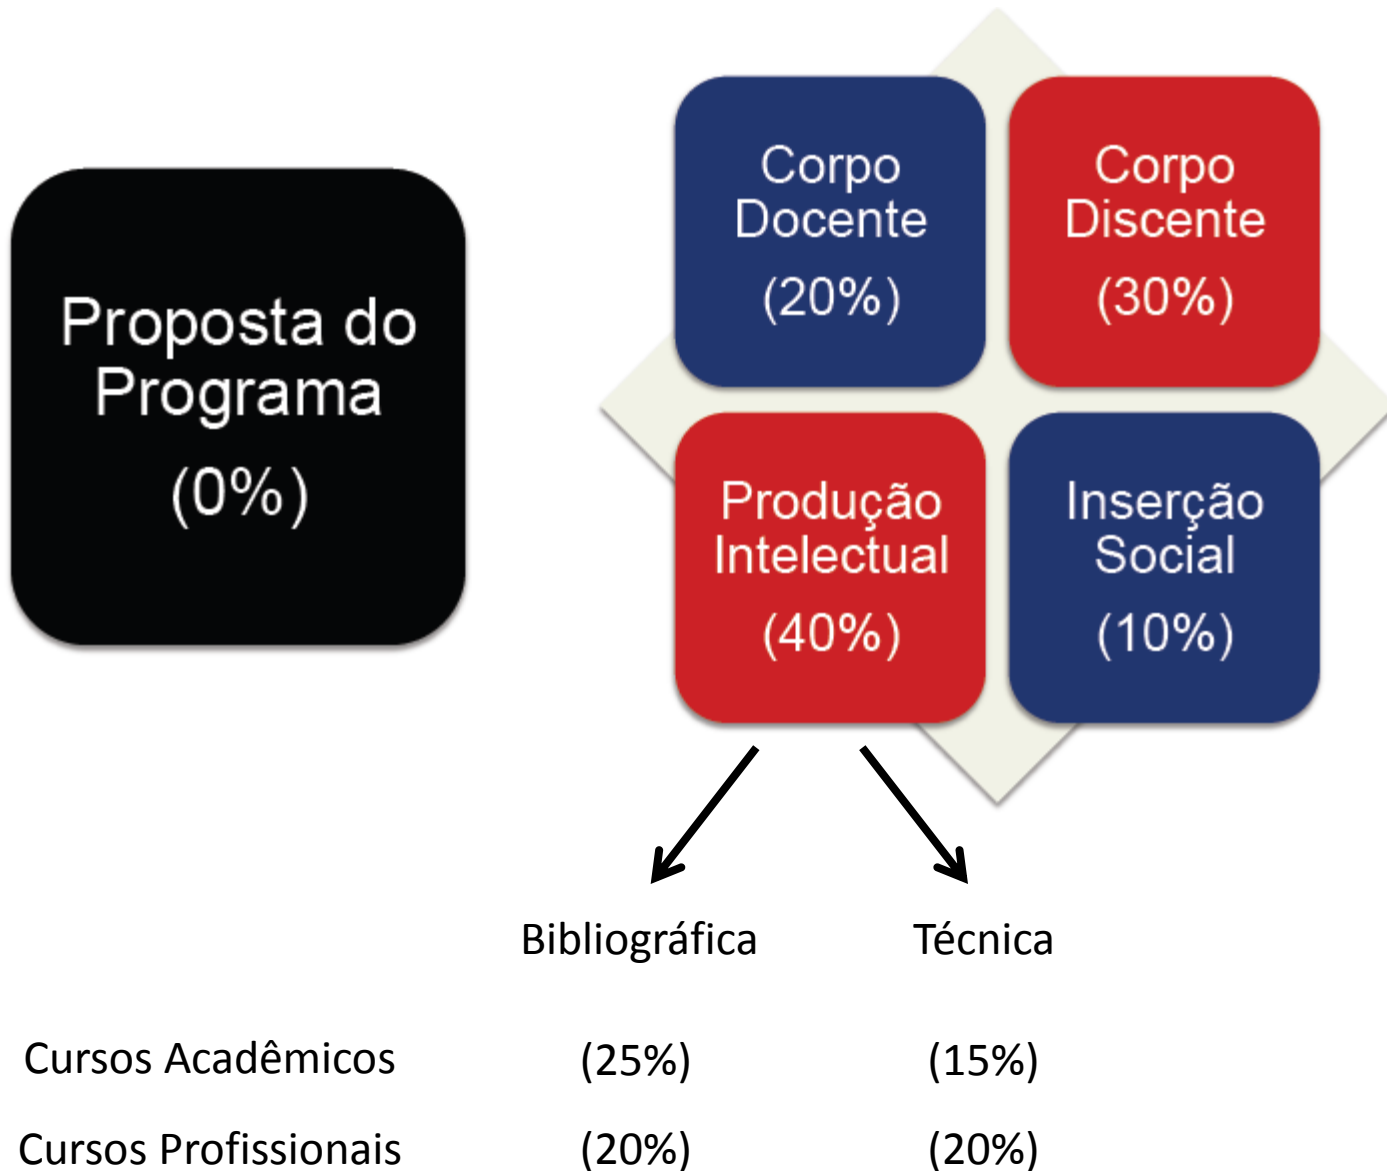 Proposta do
Programa
(0%)
Corpo
Docente
(20%)
Corpo
Discente
(30%)
Produção
Intelectual
(40%)
Inserção
Social
(10%)
Bibliográfica
Técnica
Cursos Acadêmicos (25%) (15%)
Cursos Profissionais (20%) (20%)